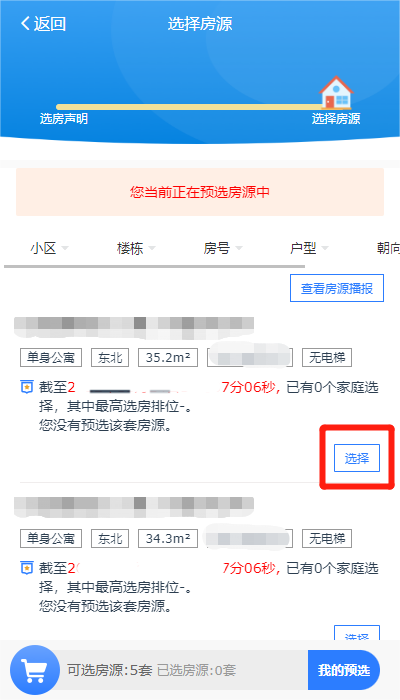 返回
选择房源
选房声明
选择房源
您当前正在预选房源中
小区 楼栋 房号 户型 朝向
查看房源播报
单身公寓 东北 35.2m² 无电梯
截至2 7分06秒，已有0个家庭选
择，其中最高选房排位-。
您没有预选该套房源。
选择
单身公寓 东北 34.3m² 无电梯
截至2 7分06秒，已有0个家庭选
择，其中最高选房排位-。
您没有预选该套房源。
选择
可选房源:5套 已选房源:0套
我的预选